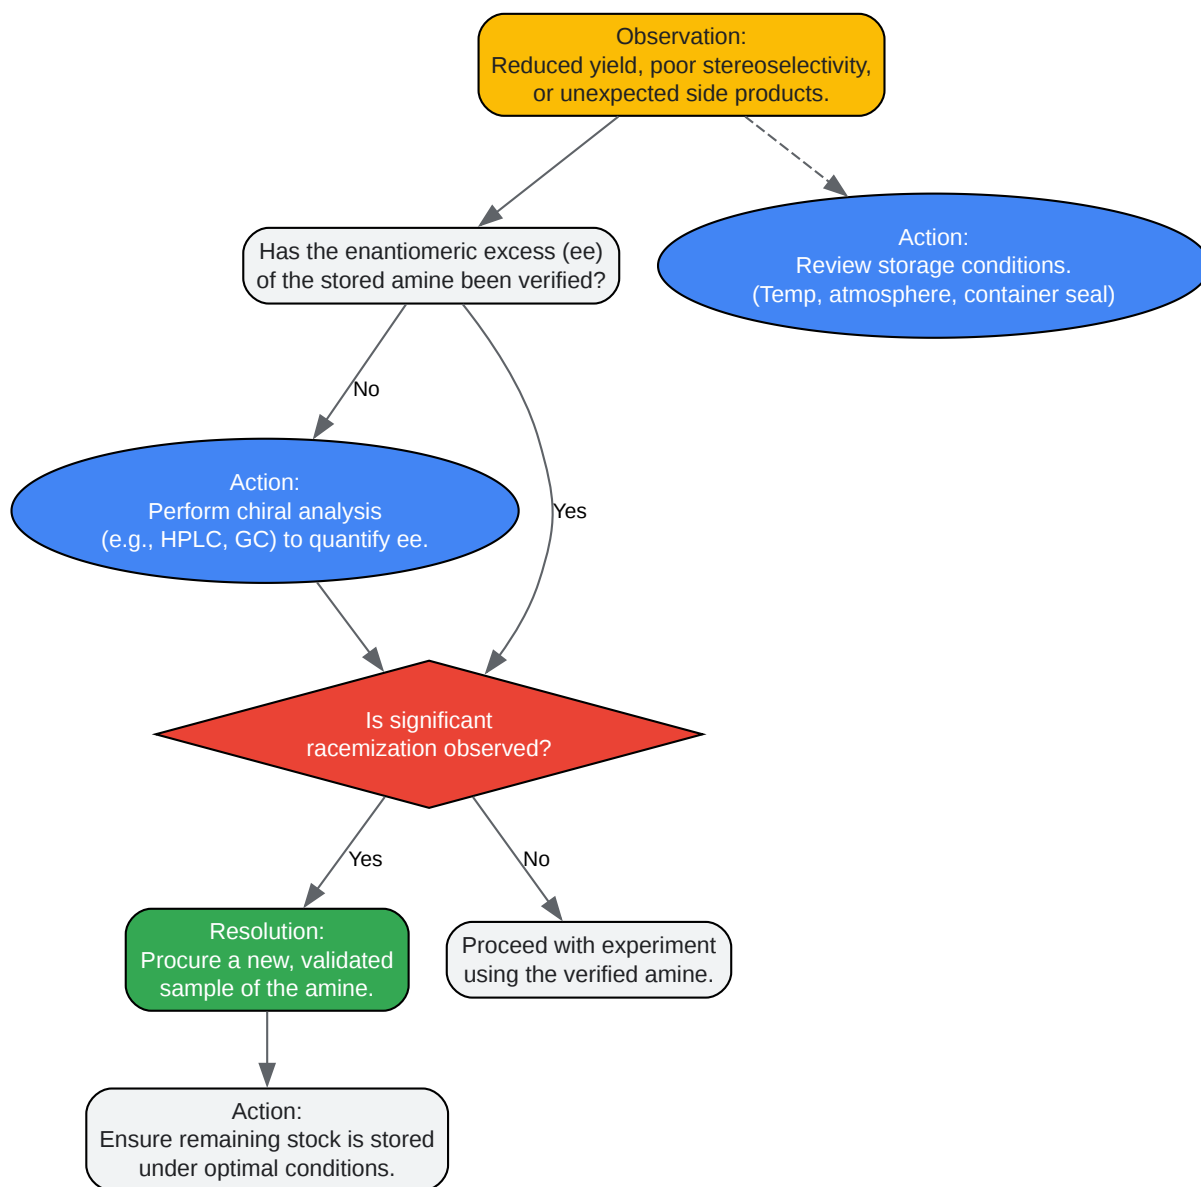 Observation:
Reduced yield, poor stereoselectivity,
or unexpected side products.
Action:
Review storage conditions.
(Temp, atmosphere, container seal)
Has the enantiomeric excess (ee)
of the stored amine been verified?
No
Yes
Action:
Perform chiral analysis
(e.g., HPLC, GC) to quantify ee.
Is significant
racemization observed?
Yes
No
Resolution:
Procure a new, validated
sample of the amine.
Proceed with experiment
using the verified amine.
Action:
Ensure remaining stock is stored
under optimal conditions.